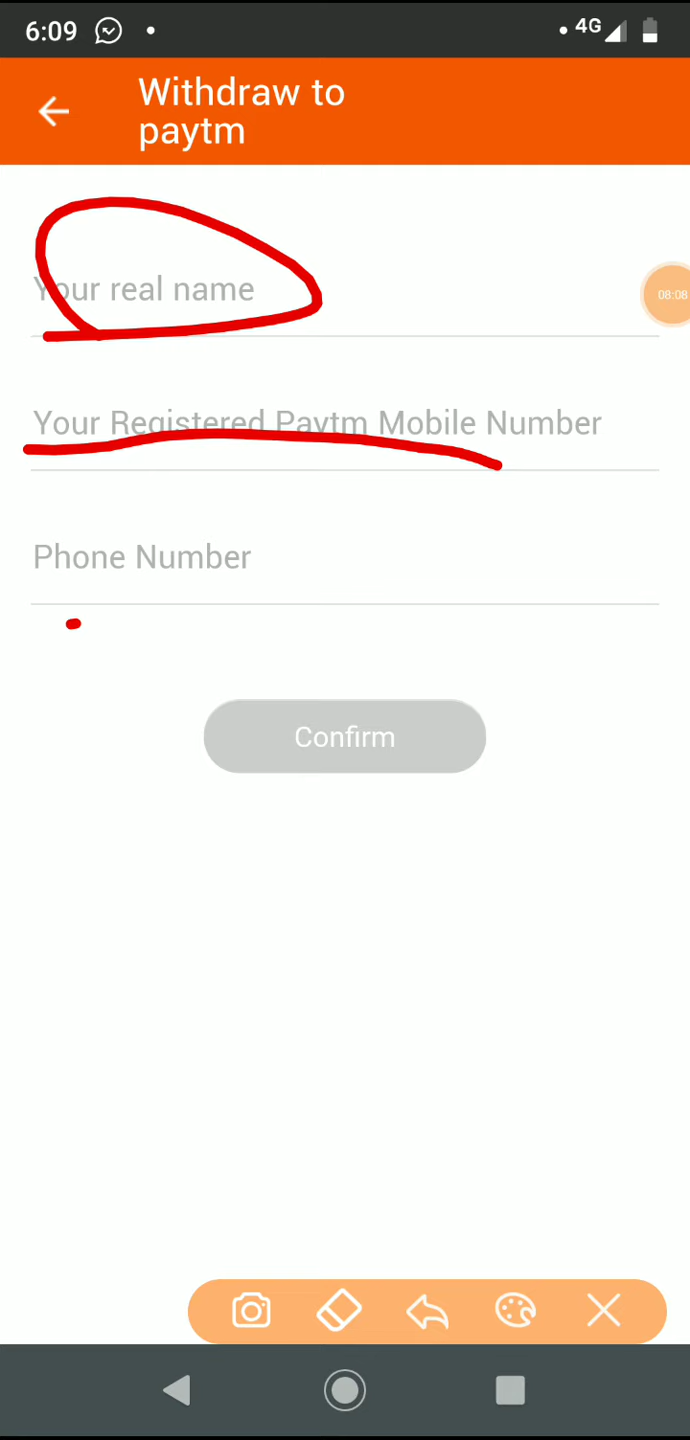 6:09
4G
Withdraw to
paytm
Your real name
08:08
Your Registered Paytm Mobile Number
Phone Number
Confirm